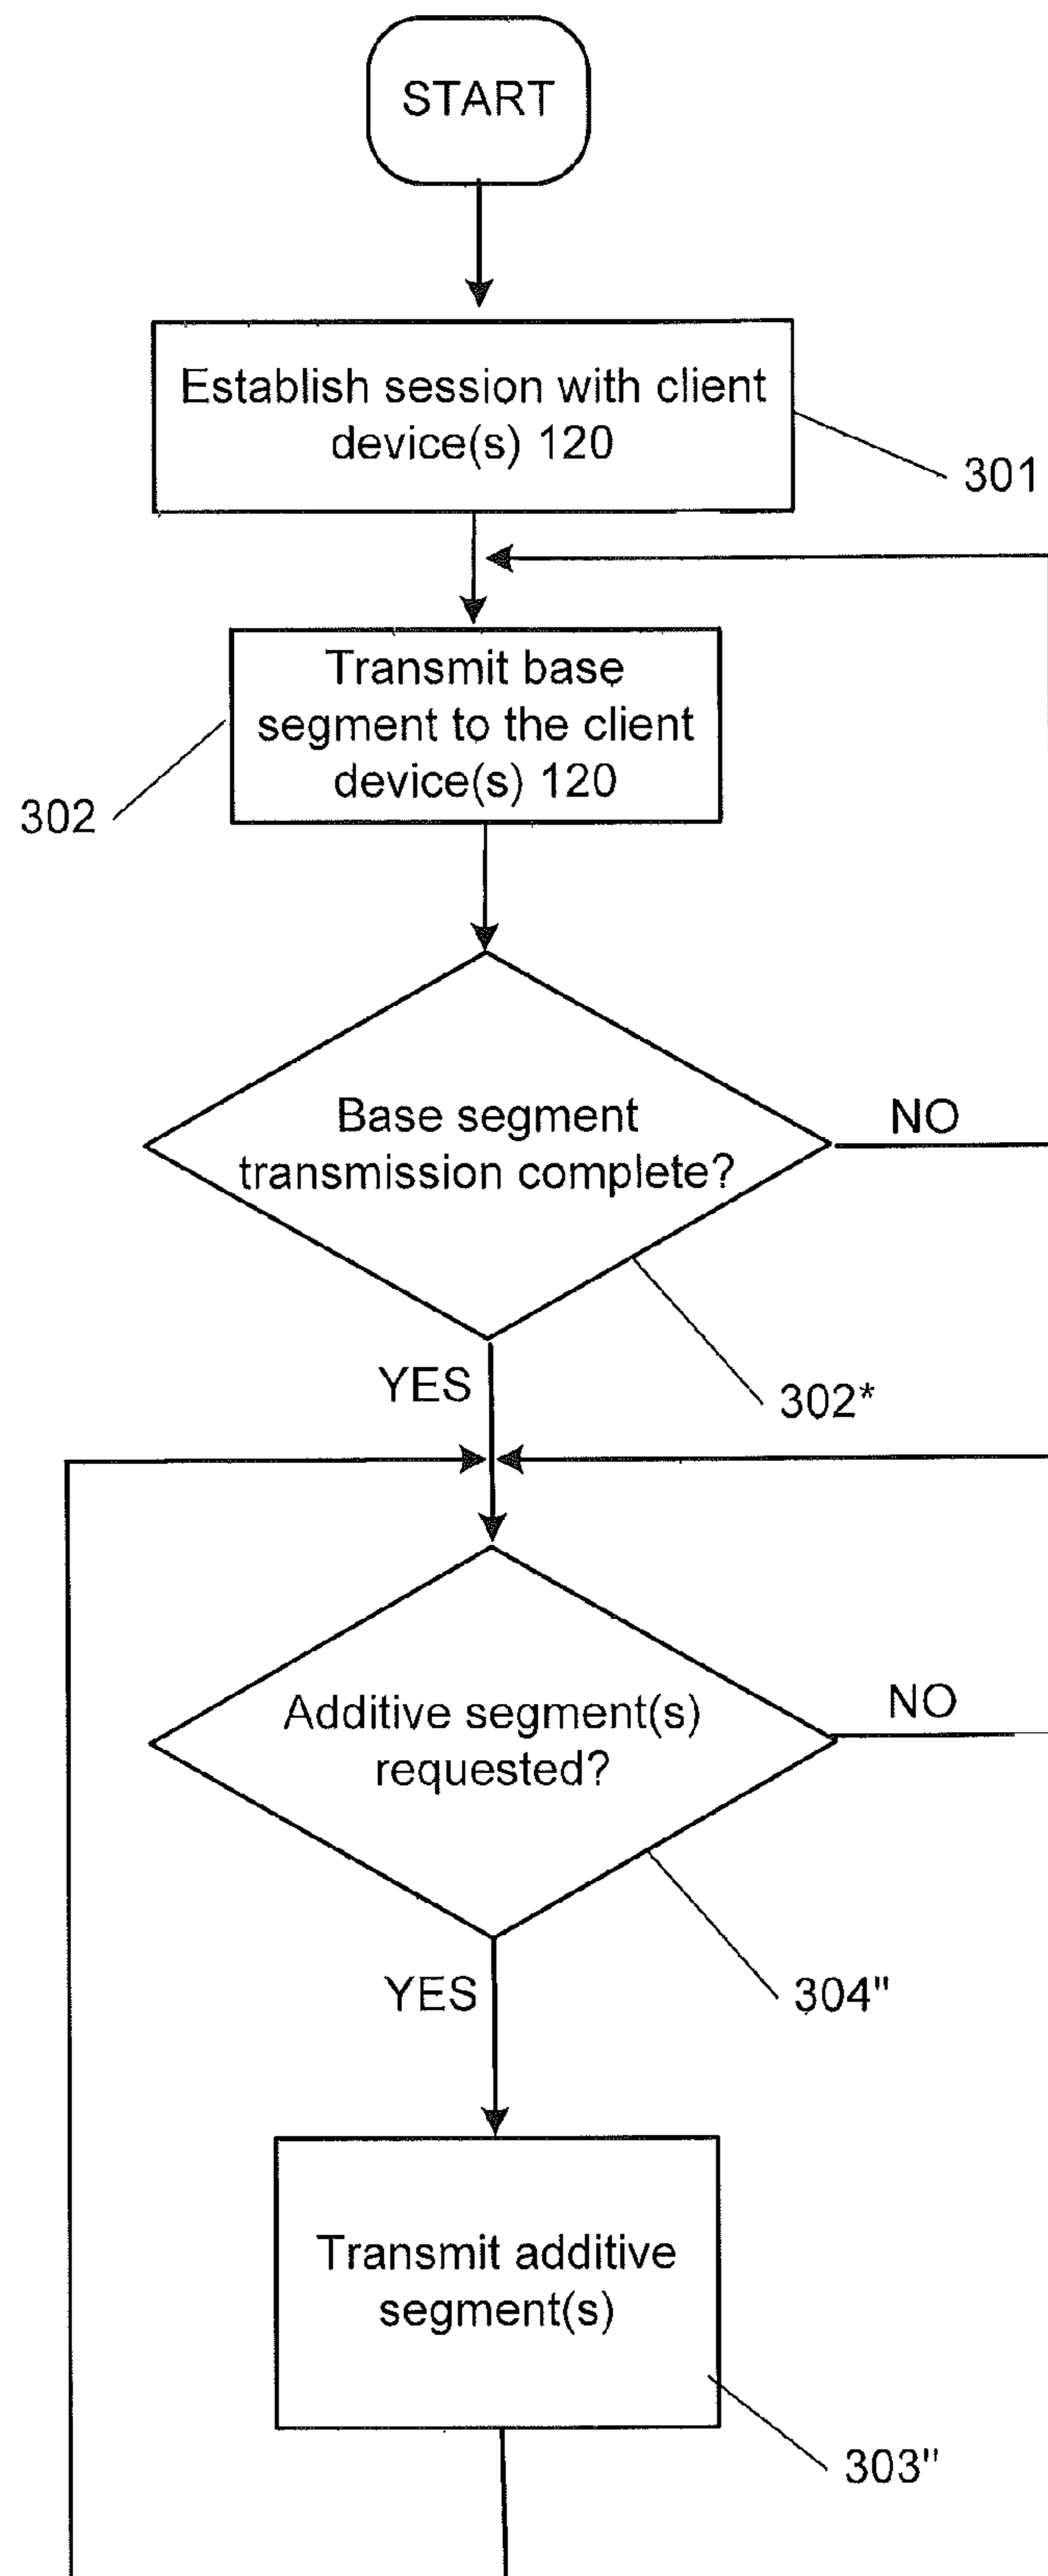 START
Establish session with client
device(s) 120
301
Transmit base
segment to the client
device(s) 120
302
Base segment
transmission complete?
NO
YES
302*
Additive segment(s)
requested?
NO
YES
304"
Transmit additive
segment(s)
303"